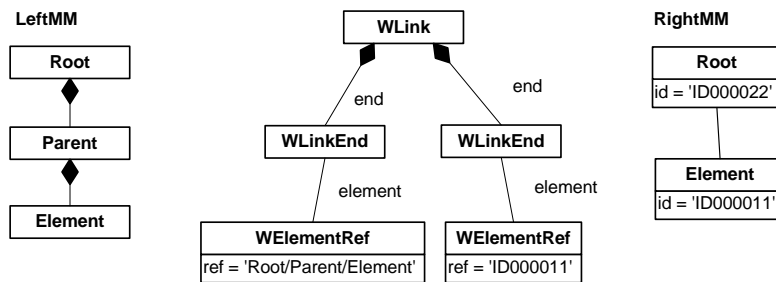 LeftMM
Root
Parent
Element
WLink
end
end
WLinkEnd
WLinkEnd
element
element
WElementRef
ref = 'Root/Parent/Element'
WElementRef
ref = 'ID000011'
RightMM
Root
id = 'ID000022'
Element
id = 'ID000011'